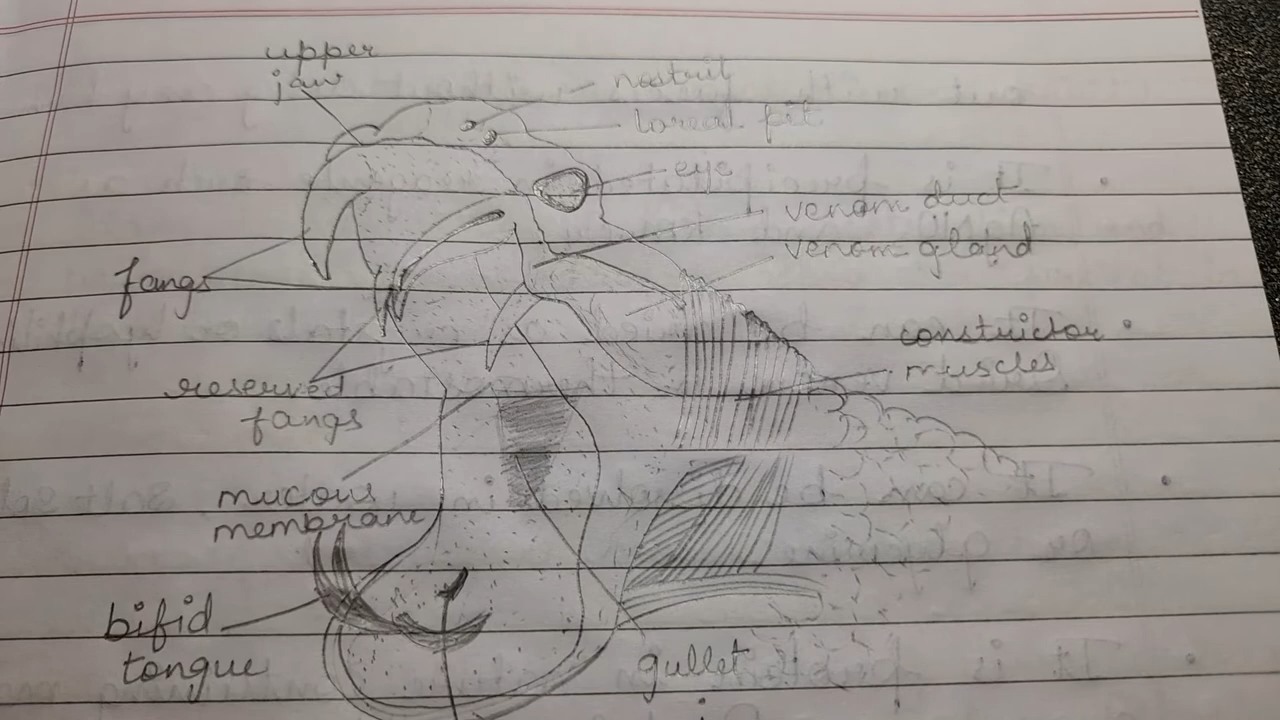 upper
jaw
nostril
loreal pit
eye
venom duct
venom gland
fangs
constrictor
muscles
reserved
fangs
mucous
membrane
bifid
tongue
gullet